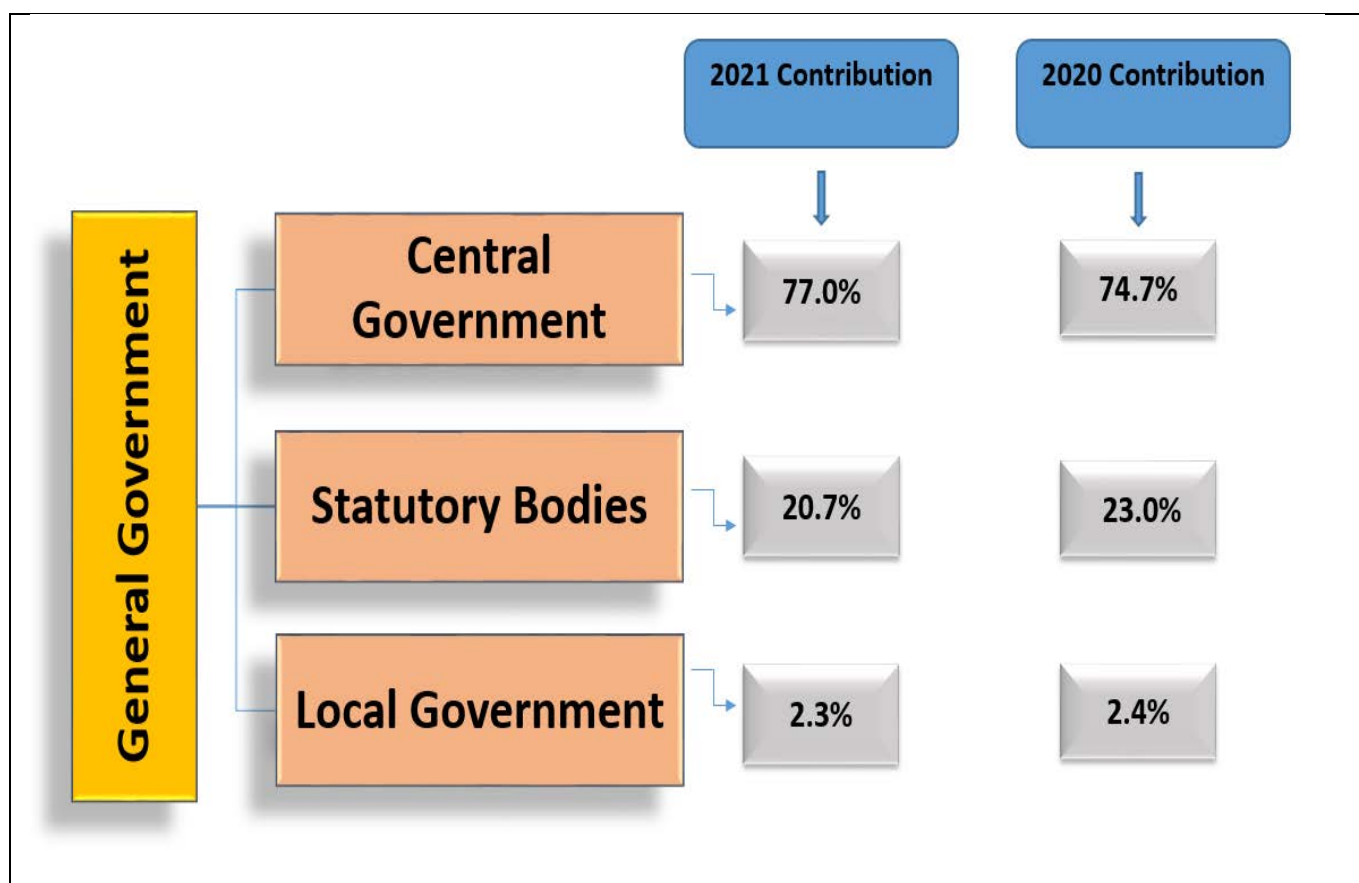 2021 Contribution
2020 Contribution
General Government
Central
Government
77.0%
74.7%
Statutory Bodies
20.7%
23.0%
Local Government
2.3%
2.4%